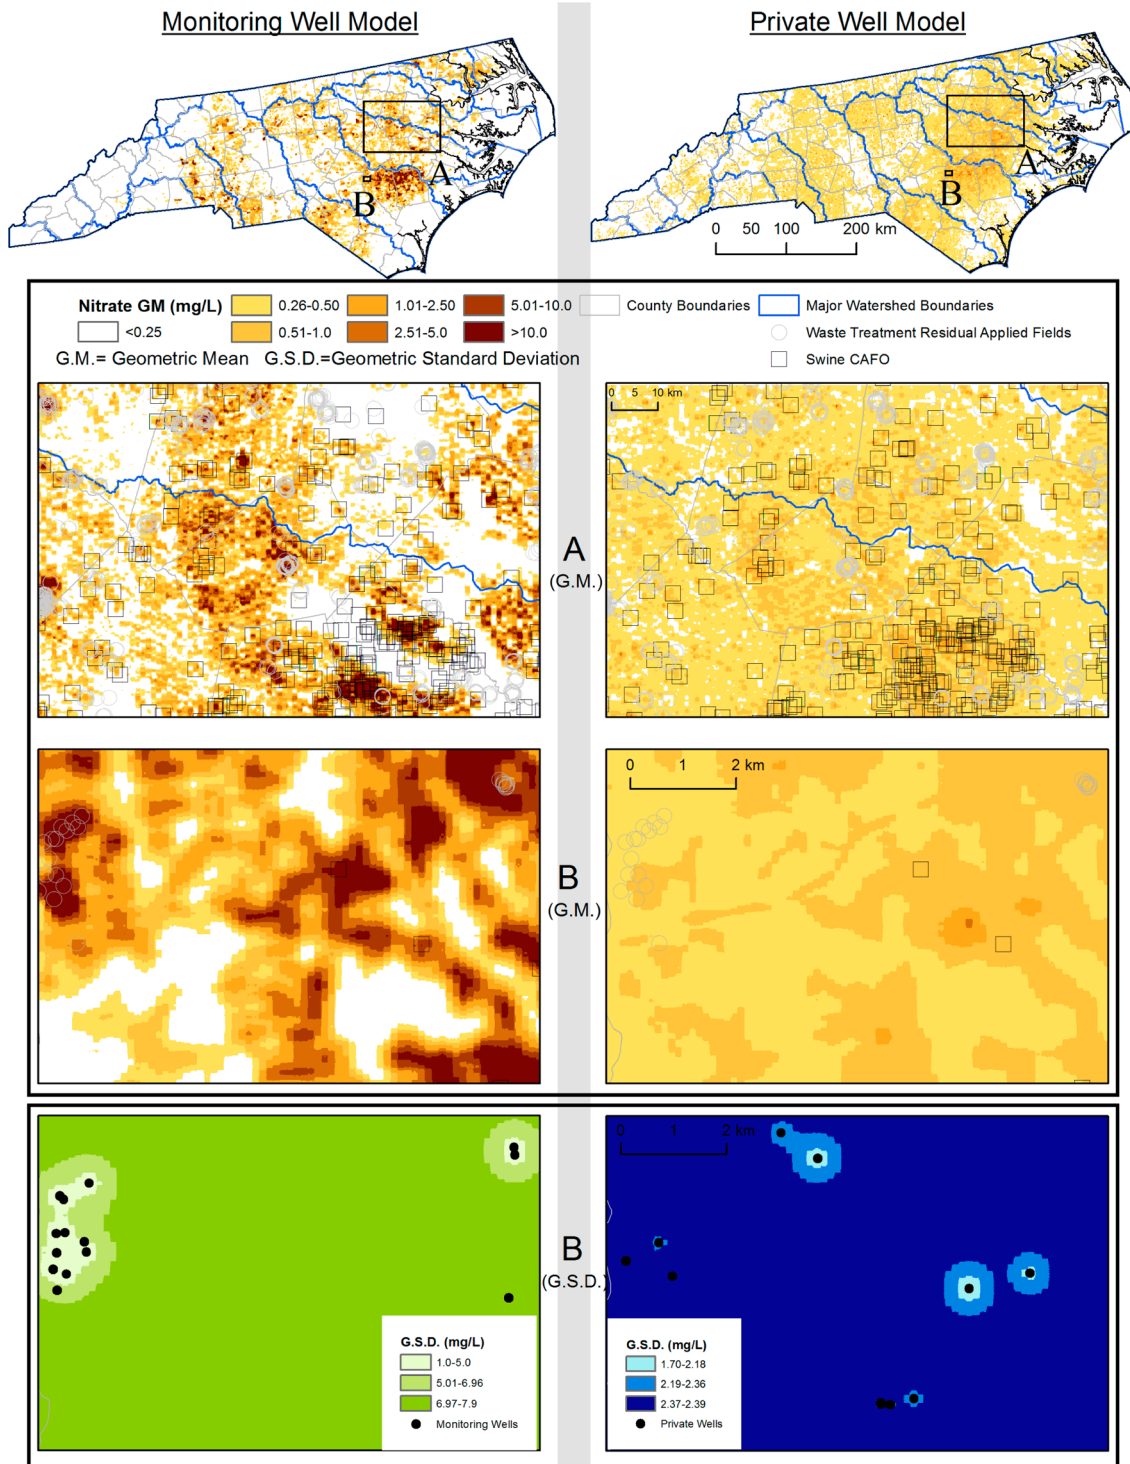 Monitoring Well Model
Private Well Model
A
B
A
B
0 50 100 200 km
Nitrate GM (mg/L)
<0.25
0.26-0.50
0.51-1.0
1.01-2.50
2.51-5.0
5.01-10.0
>10.0
County Boundaries
Major Watershed Boundaries
Waste Treatment Residual Applied Fields
Swine CAFO
G.M.= Geometric Mean G.S.D.=Geometric Standard Deviation
0 5 10 km
A
(G.M.)
0 1 2 km
B
(G.M.)
0 1 2 km
B
(G.S.D.)
G.S.D. (mg/L)
1.0-5.0
5.01-6.96
6.97-7.9
Monitoring Wells
G.S.D. (mg/L)
1.70-2.18
2.19-2.36
2.37-2.39
Private Wells